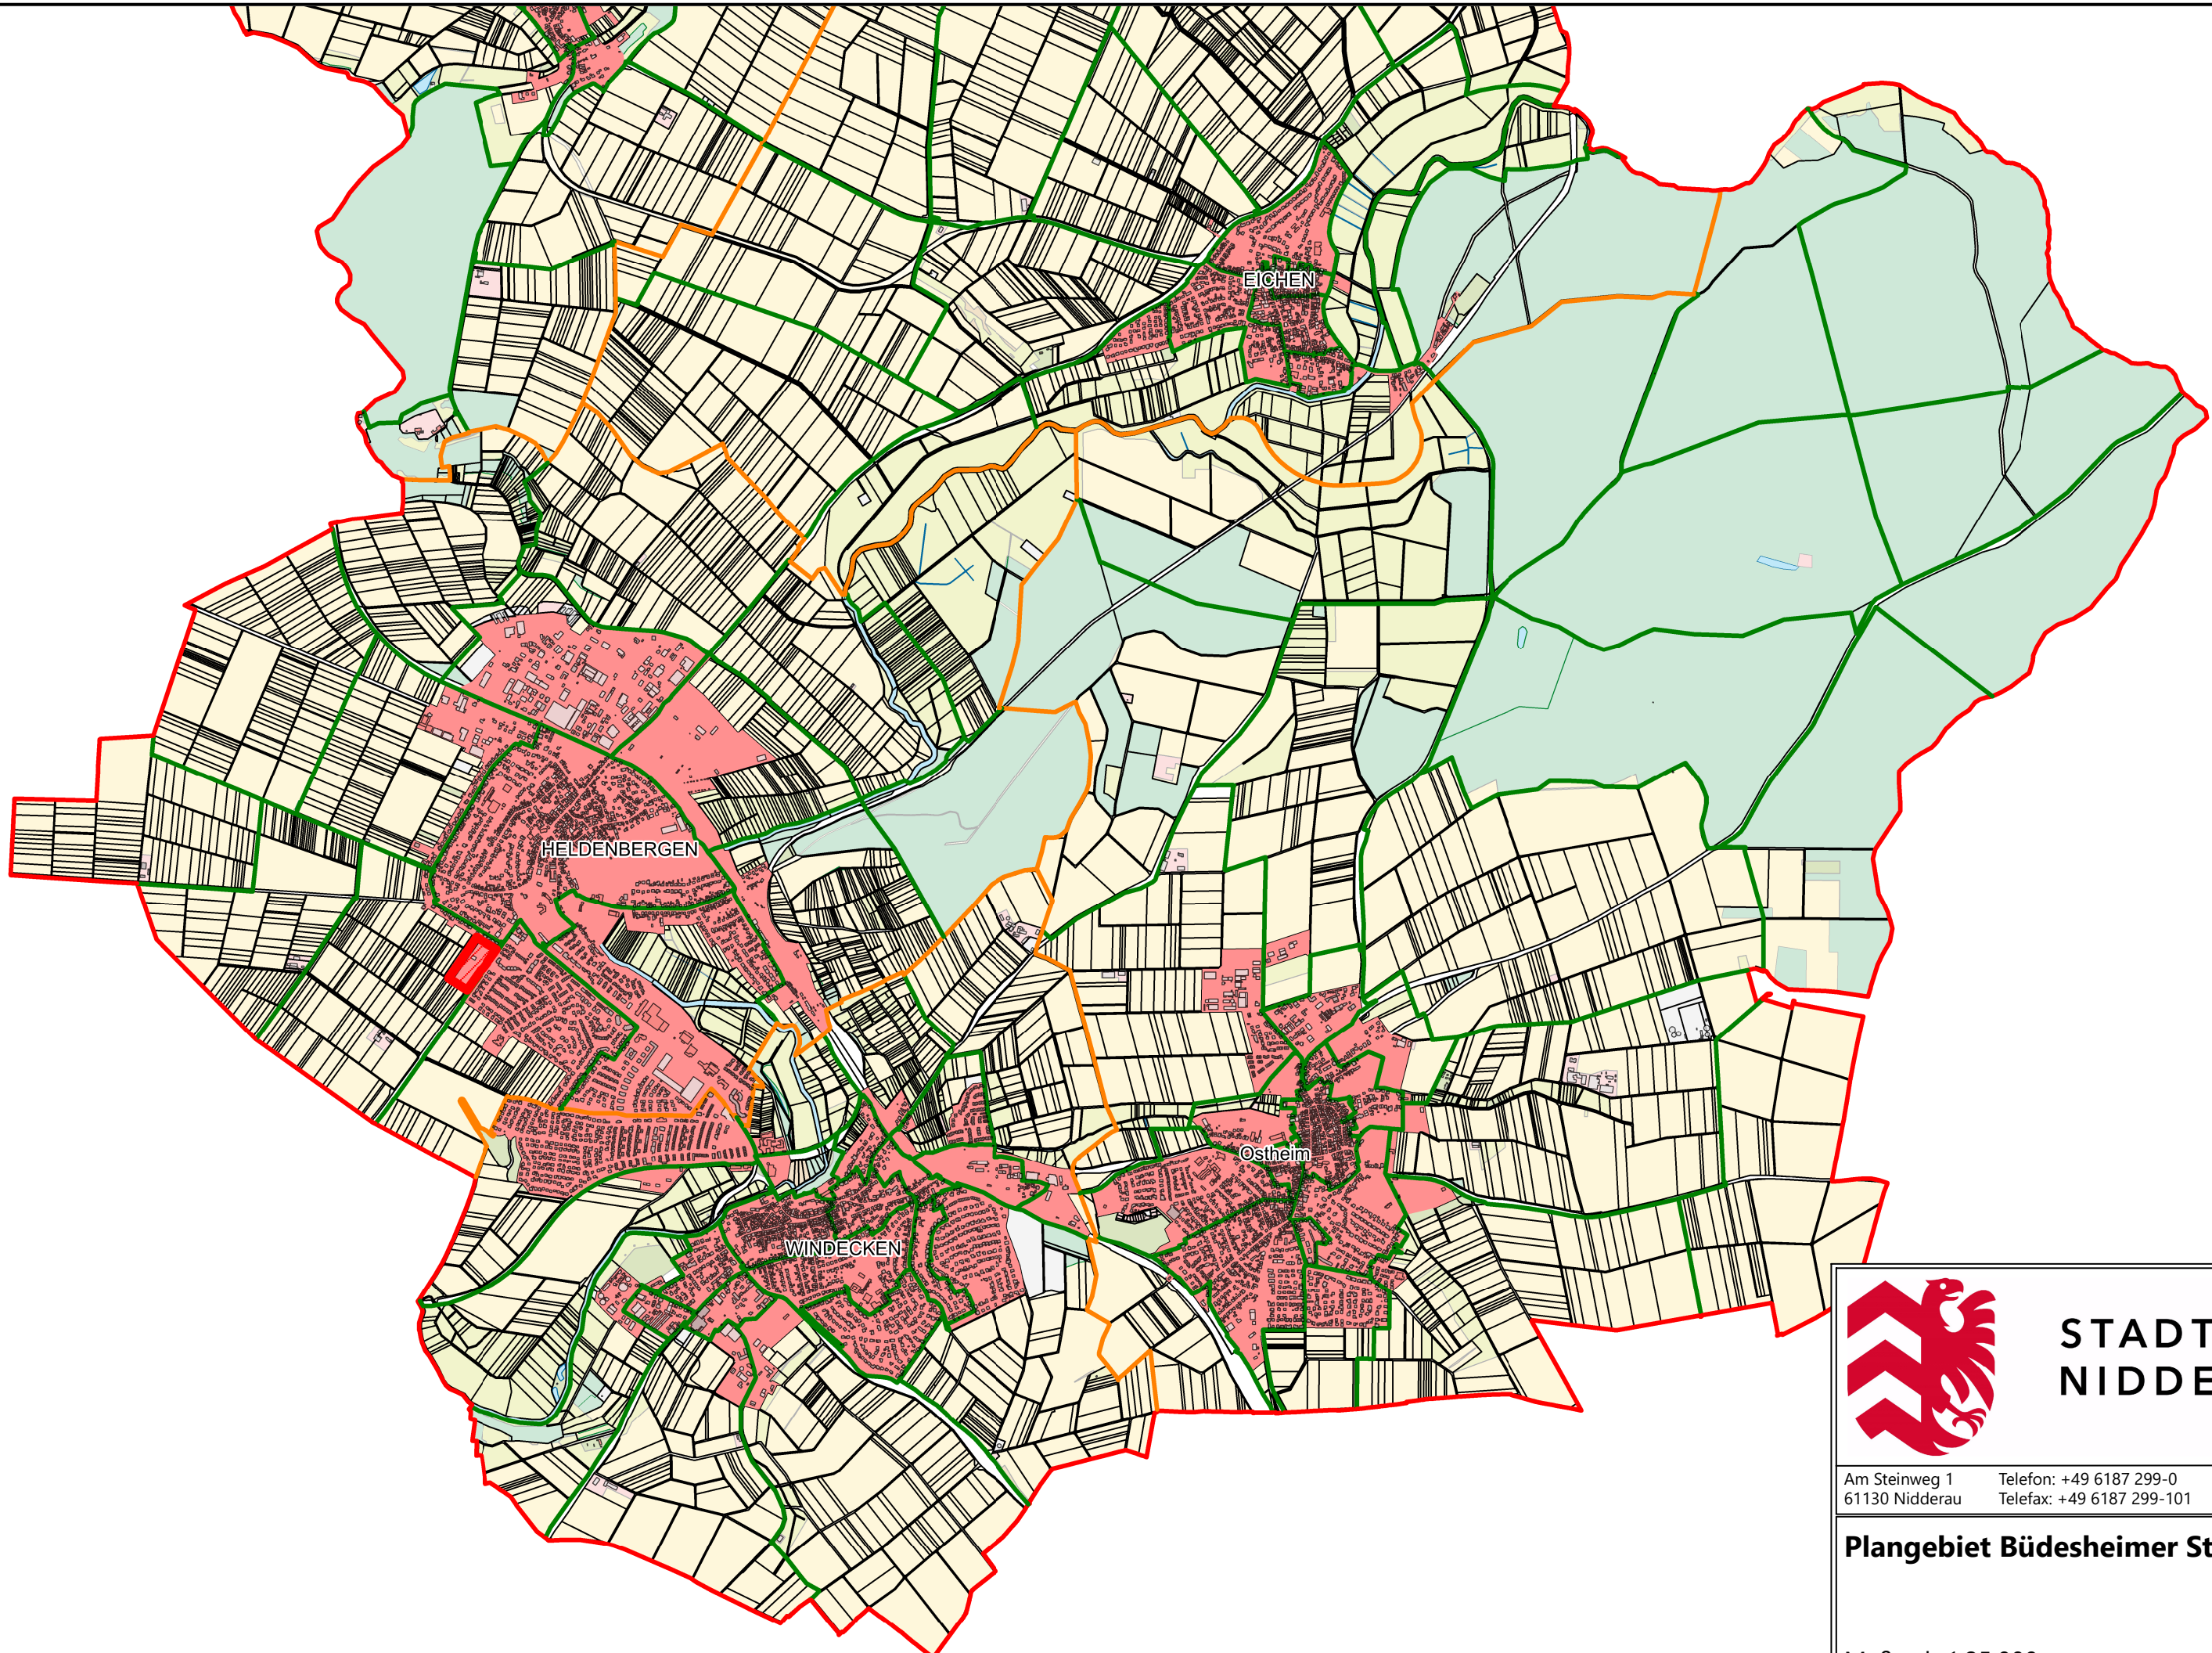 EICHEN
HELDENBERGEN
Ostheim
WINDECKEN
STADT
NIDDE
Am Steinweg 1 Telefon: +49 6187 299-0
61130 Nidderau Telefax: +49 6187 299-101
Plangebiet Büdesheimer St